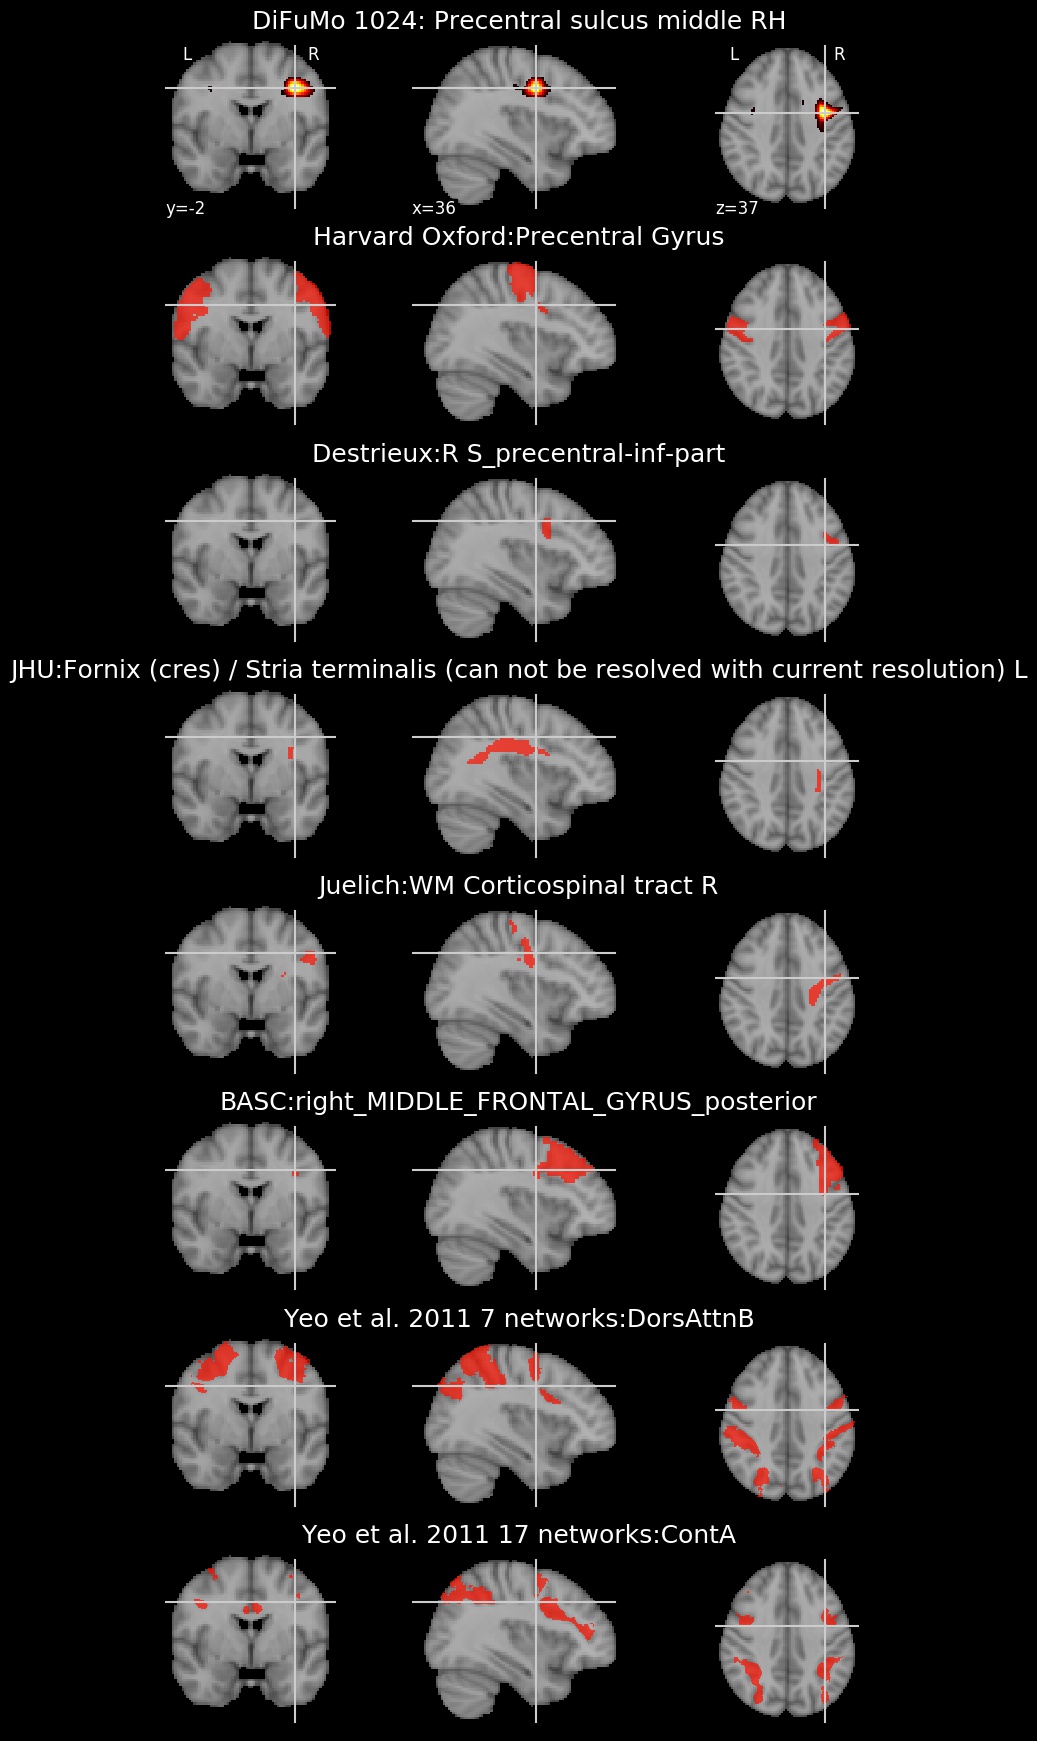 DiFuMo 1024: Precentral sulcus middle RH
L R L R
y=-2 x=36 z=37
Harvard Oxford:Precentral Gyrus
Destrieux:R S_precentral-inf-part
JHU:Fornix (cres) / Stria terminalis (can not be resolved with current resolution) L
Juelich:WM Corticospinal tract R
BASC:right_MIDDLE_FRONTAL_GYRUS_posterior
Yeo et al. 2011 7 networks:DorsAttnB
Yeo et al. 2011 17 networks:ContA